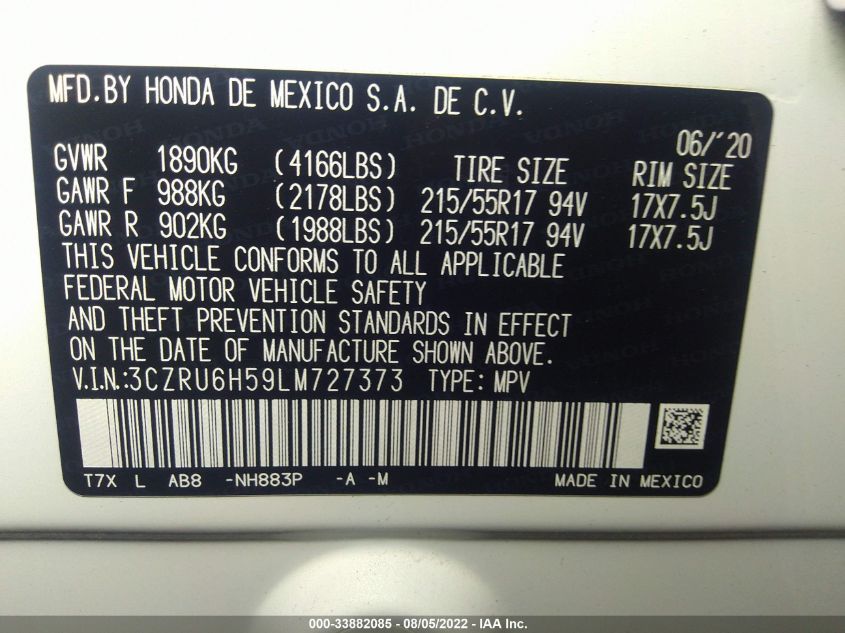 MFD.BY HONDA DE MEXICO S.A. DE C.V.
06/'20
GVWR 1890KG (4166LBS) TIRE SIZE RIM SIZE
GAWR F 988KG (2178LBS) 215/55R17 94V 17X7.5J
GAWR R 902KG (1988LBS) 215/55R17 94V 17X7.5J
THIS VEHICLE CONFORMS TO ALL APPLICABLE
FEDERAL MOTOR VEHICLE SAFETY
AND THEFT PREVENTION STANDARDS IN EFFECT
ON THE DATE OF MANUFACTURE SHOWN ABOVE.
V.I.N.:3CZRU6H59LM727373 TYPE: MPV
T7X L AB8 -NH883P -A -M MADE IN MEXICO
000-33882085 - 08/05/2022 - IAA Inc.